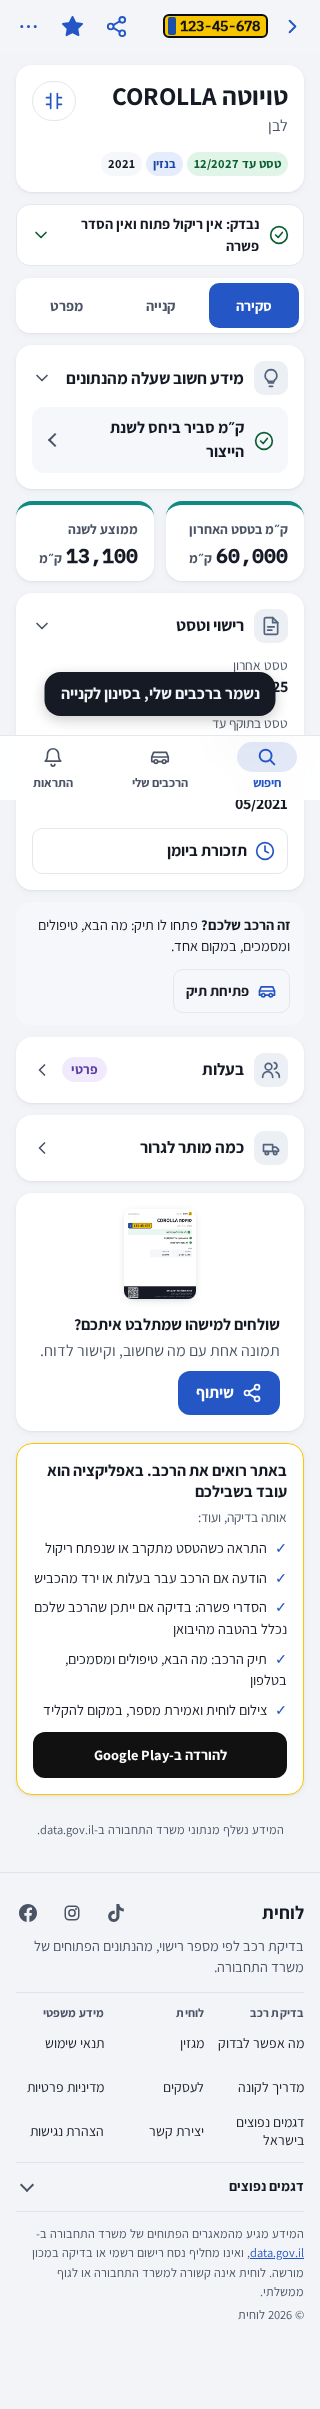 123-45-678
טויוטה COROLLA
לבן
טסט עד 12/2027
בנזין
2021
נבדק: אין ריקול פתוח ואין הסדר
פשרה
סקירה
קנייה
מפרט
מידע חשוב שעלה מהנתונים
ק״מ סביר ביחס לשנת
הייצור
ק״מ בטסט האחרון
60,000 ק״מ
ממוצע לשנה
13,100 ק״מ
רישוי וטסט
טסט אחרון
נשמר ברכבים שלי, בסינון לקנייה
טסט בתוקף עד
חיפוש
הרכבים שלי
התראות
05/2021
תזכורת ביומן
זה הרכב שלכם? פתחו לו תיק: מה הבא, טיפולים
ומסמכים, במקום אחד.
פתיחת תיק
בעלות
פרטי
כמה מותר לגרור
שולחים למישהו שמתלבט איתכם?
תמונה אחת עם מה שחשוב, וקישור לדוח.
שיתוף
באתר רואים את הרכב. באפליקציה הוא
עובד בשבילכם
אותה בדיקה, ועוד:
✓ התראה כשהטסט מתקרב או שנפתח ריקול
✓ הודעה אם הרכב עבר בעלות או ירד מהכביש
✓ הסדרי פשרה: בדיקה אם ייתכן שהרכב שלכם
נכלל בהטבה מהיבואן
✓ תיק הרכב: מה הבא, טיפולים ומסמכים,
בטלפון
✓ צילום לוחית ואמירת מספר, במקום להקליד
להורדה ב-Google Play
המידע נשלף מנתוני משרד התחבורה ב-data.gov.il.
לוחית
בדיקת רכב לפי מספר רישוי, מהנתונים הפתוחים של
משרד התחבורה.
בדיקת רכב
לוחית
מידע משפטי
מה אפשר לבדוק
מגזין
תנאי שימוש
מדריך לקונה
לעסקים
מדיניות פרטיות
דגמים נפוצים
בישראל
יצירת קשר
הצהרת נגישות
דגמים נפוצים
המידע מגיע מהמאגרים הפתוחים של משרד התחבורה ב-
data.gov.il, ואינו מחליף נסח רישום רשמי או בדיקה במכון
מורשה. לוחית אינה קשורה למשרד התחבורה או לגוף
ממשלתי.
© 2026 לוחית